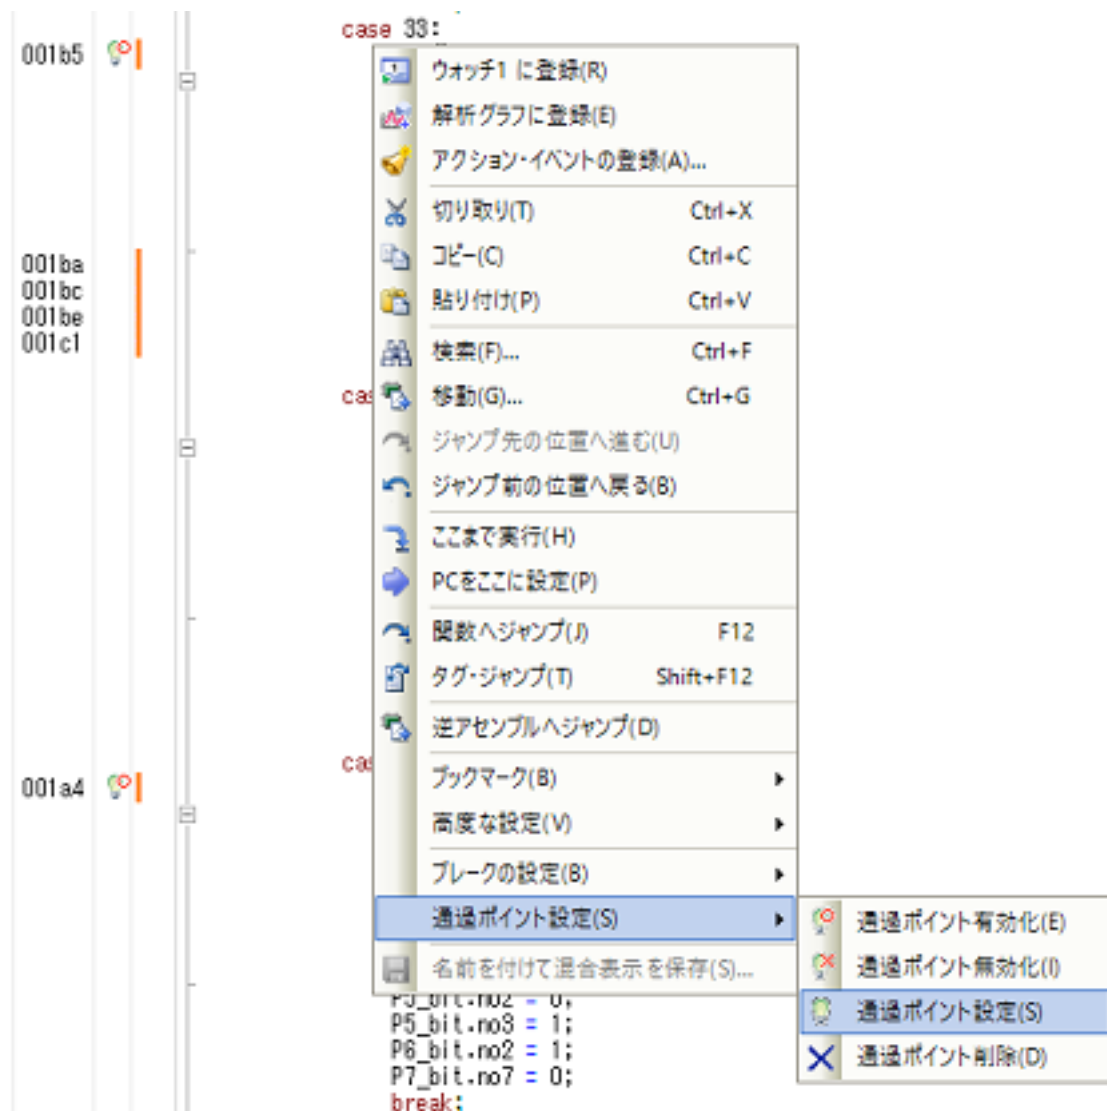 case 33:
001b5
ウォッチ1 に登録(R)
解析グラフに登録(E)
アクション・イベントの登録(A)...
切り取り(T) Ctrl+X
コピー(C) Ctrl+C
貼り付け(P) Ctrl+V
001ba
001bc
001be
001c1
検索(F)... Ctrl+F
移動(G)... Ctrl+G
ジャンプ先の位置へ進む(U)
ジャンプ前の位置へ戻る(B)
ここまで実行(H)
PCをここに設定(P)
関数へジャンプ(J) F12
タグ・ジャンプ(T) Shift+F12
逆アセンブルへジャンプ(D)
001a4
ブックマーク(B)
高度な設定(V)
ブレークの設定(B)
通過ポイント設定(S)
名前を付けて混合表示を保存(S)...
通過ポイント有効化(E)
通過ポイント無効化(I)
通過ポイント設定(S)
通過ポイント削除(D)
P5_bit.no3 = 1;
P6_bit.no2 = 1;
P7_bit.no7 = 0;
break;